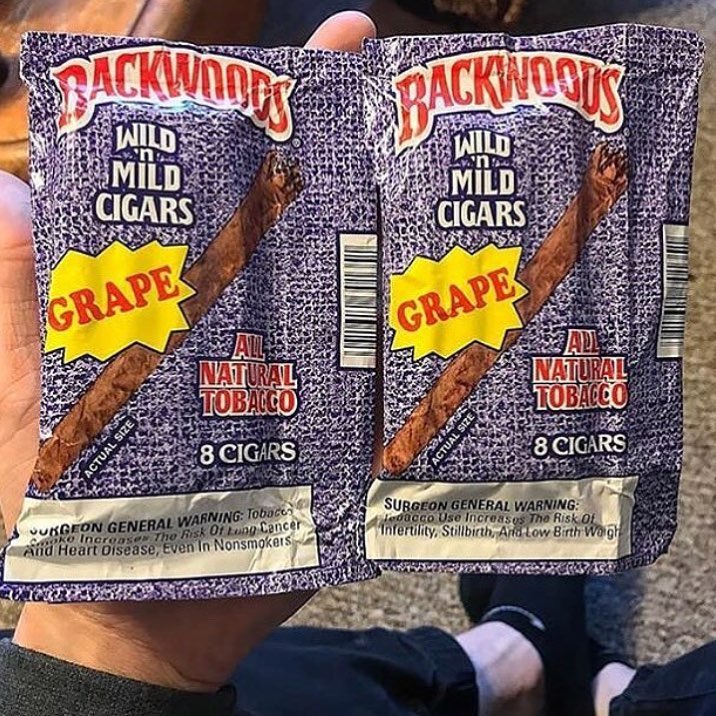 BACKWOODS
WILD
'n'
MILD
CIGARS
GRAPE
ALL
NATURAL
TOBACCO
ACTUAL SIZE
8 CIGARS
SURGEON GENERAL WARNING: Tobacco
Smoke Increases The Risk Of Lung Cancer
And Heart Disease, Even In Nonsmokers.
BACKWOODS
WILD
'n'
MILD
CIGARS
GRAPE
ALL
NATURAL
TOBACCO
ACTUAL SIZE
8 CIGARS
SURGEON GENERAL WARNING:
Tobacco Use Increases The Risk Of
Infertility, Stillbirth, And Low Birth Weigh